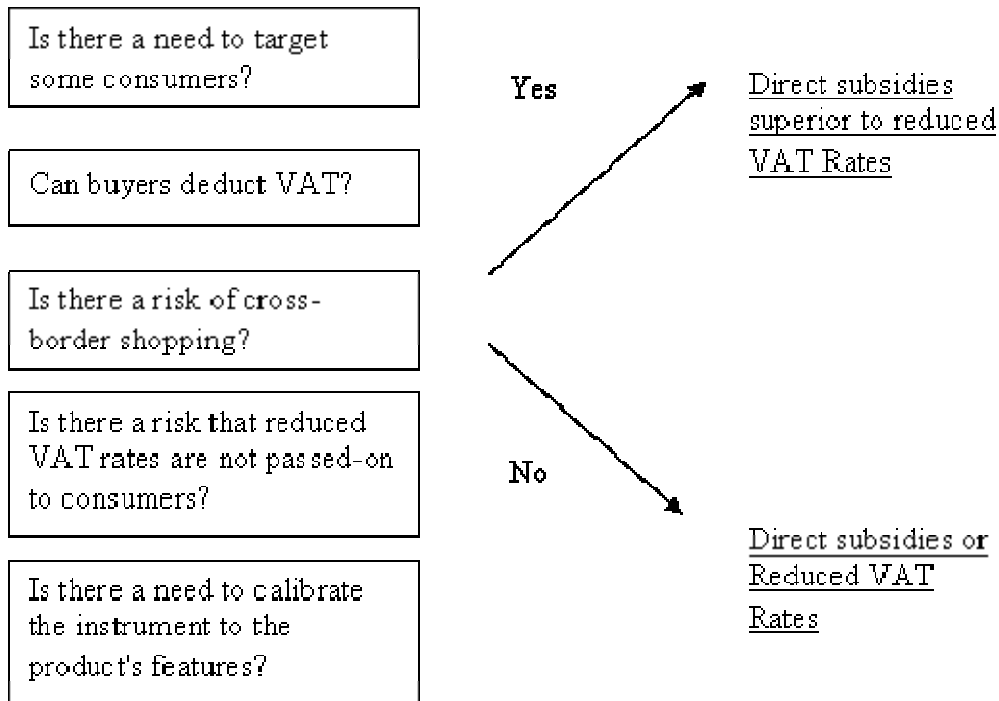 Is there a need to target
some consumers?
Can buyers deduct VAT?
Is there a risk of cross-
border shopping?
Is there a risk that reduced
VAT rates are not passed-on
to consumers?
Is there a need to calibrate
the instrument to the
product's features?
Yes
No
Direct subsidies
superior to reduced
VAT Rates
Direct subsidies or
Reduced VAT
Rates